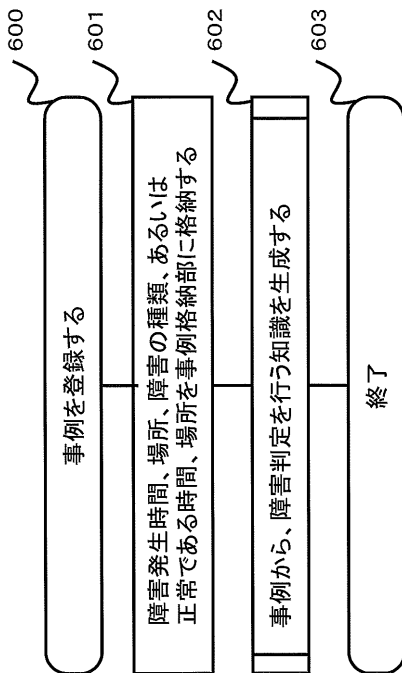 600
事例を登録する
601
障害発生時間、場所、障害の種類、あるいは
正常である時間、場所を事例格納部に格納する
602
事例から、障害判定を行う知識を生成する
603
終了